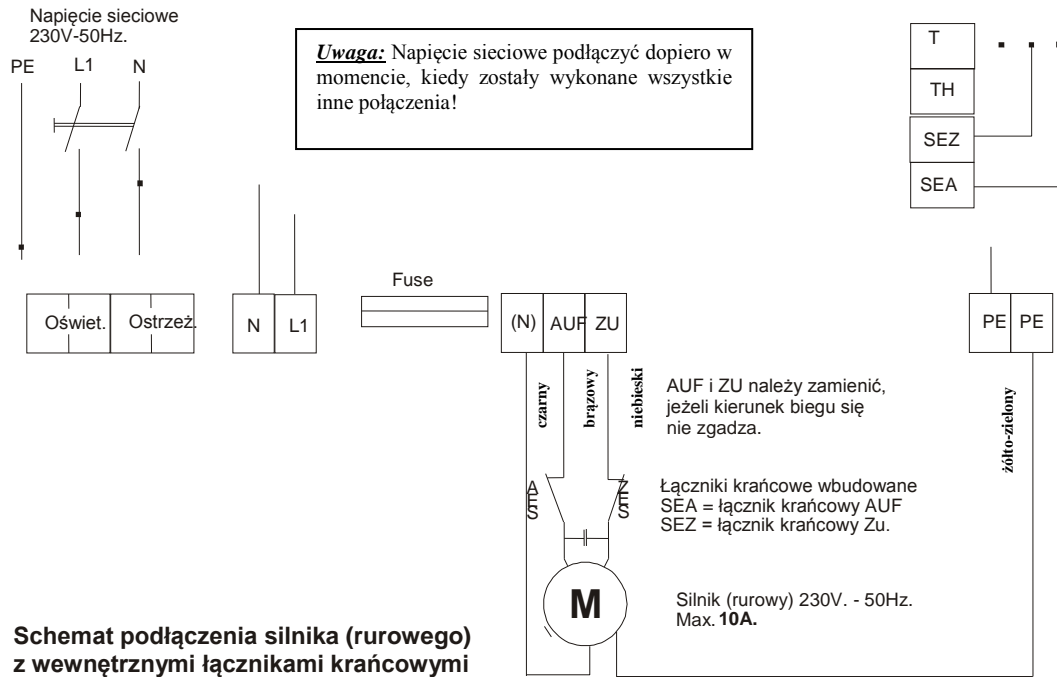 Napięcie sieciowe
230V-50Hz.
PE L1 N
Uwaga: Napięcie sieciowe podłączyć dopiero w
momencie, kiedy zostały wykonane wszystkie
inne połączenia!
T
TH
SEZ
SEA
Fuse
Oświet. Ostrzeż.
N L1
(N) AUF ZU
PE PE
czarny
brązowy
niebieski
żółto-zielony
AUF i ZU należy zamienić,
jeżeli kierunek biegu się
nie zgadza.
SEA
SEZ
Łączniki krańcowe wbudowane
SEA = łącznik krańcowy AUF
SEZ = łącznik krańcowy Zu.
M
Silnik (rurowy) 230V. - 50Hz.
Max. 10A.
Schemat podłączenia silnika (rurowego)
z wewnętrznymi łącznikami krańcowymi